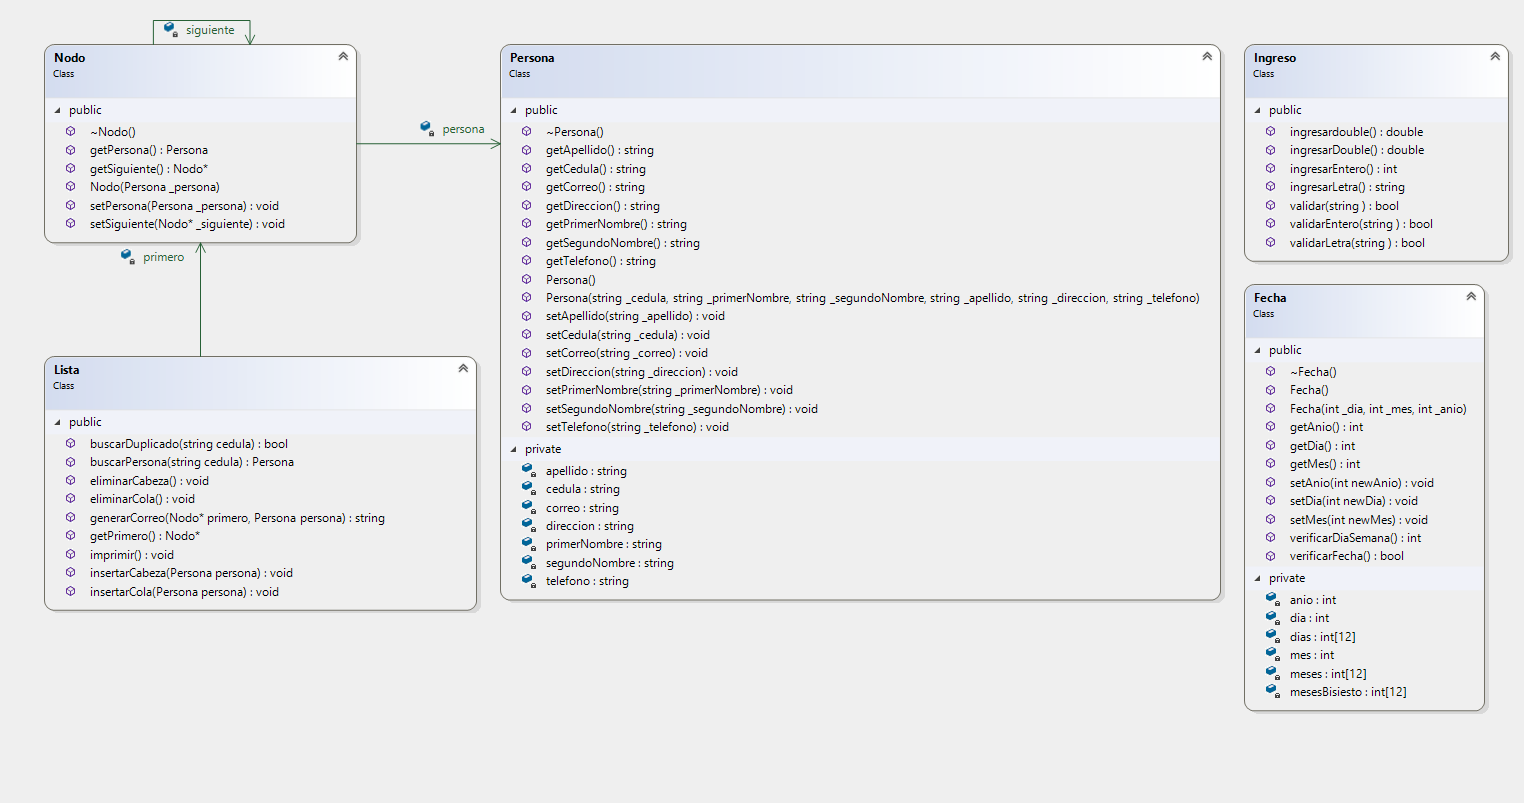 siguiente
Nodo
Class
public
~Nodo()
getPersona() : Persona
getSiguiente() : Nodo*
Nodo(Persona _persona)
setPersona(Persona _persona) : void
setSiguiente(Nodo* _siguiente) : void
persona
primero
Lista
Class
public
buscarDuplicado(string cedula) : bool
buscarPersona(string cedula) : Persona
eliminarCabeza() : void
eliminarCola() : void
generarCorreo(Nodo* primero, Persona persona) : string
getPrimero() : Nodo*
imprimir() : void
insertarCabeza(Persona persona) : void
insertarCola(Persona persona) : void
Persona
Class
public
~Persona()
getApellido() : string
getCedula() : string
getCorreo() : string
getDireccion() : string
getPrimerNombre() : string
getSegundoNombre() : string
getTelefono() : string
Persona()
Persona(string _cedula, string _primerNombre, string _segundoNombre, string _apellido, string _direccion, string _telefono)
setApellido(string _apellido) : void
setCedula(string _cedula) : void
setCorreo(string _correo) : void
setDireccion(string _direccion) : void
setPrimerNombre(string _primerNombre) : void
setSegundoNombre(string _segundoNombre) : void
setTelefono(string _telefono) : void
private
apellido : string
cedula : string
correo : string
direccion : string
primerNombre : string
segundoNombre : string
telefono : string
Ingreso
Class
public
ingresardouble() : double
ingresarDouble() : double
ingresarEntero() : int
ingresarLetra() : string
validar(string ) : bool
validarEntero(string ) : bool
validarLetra(string ) : bool
Fecha
Class
public
~Fecha()
Fecha()
Fecha(int _dia, int _mes, int _anio)
getAnio() : int
getDia() : int
getMes() : int
setAnio(int newAnio) : void
setDia(int newDia) : void
setMes(int newMes) : void
verificarDiaSemana() : int
verificarFecha() : bool
private
anio : int
dia : int
dias : int[12]
mes : int
meses : int[12]
mesesBisiesto : int[12]